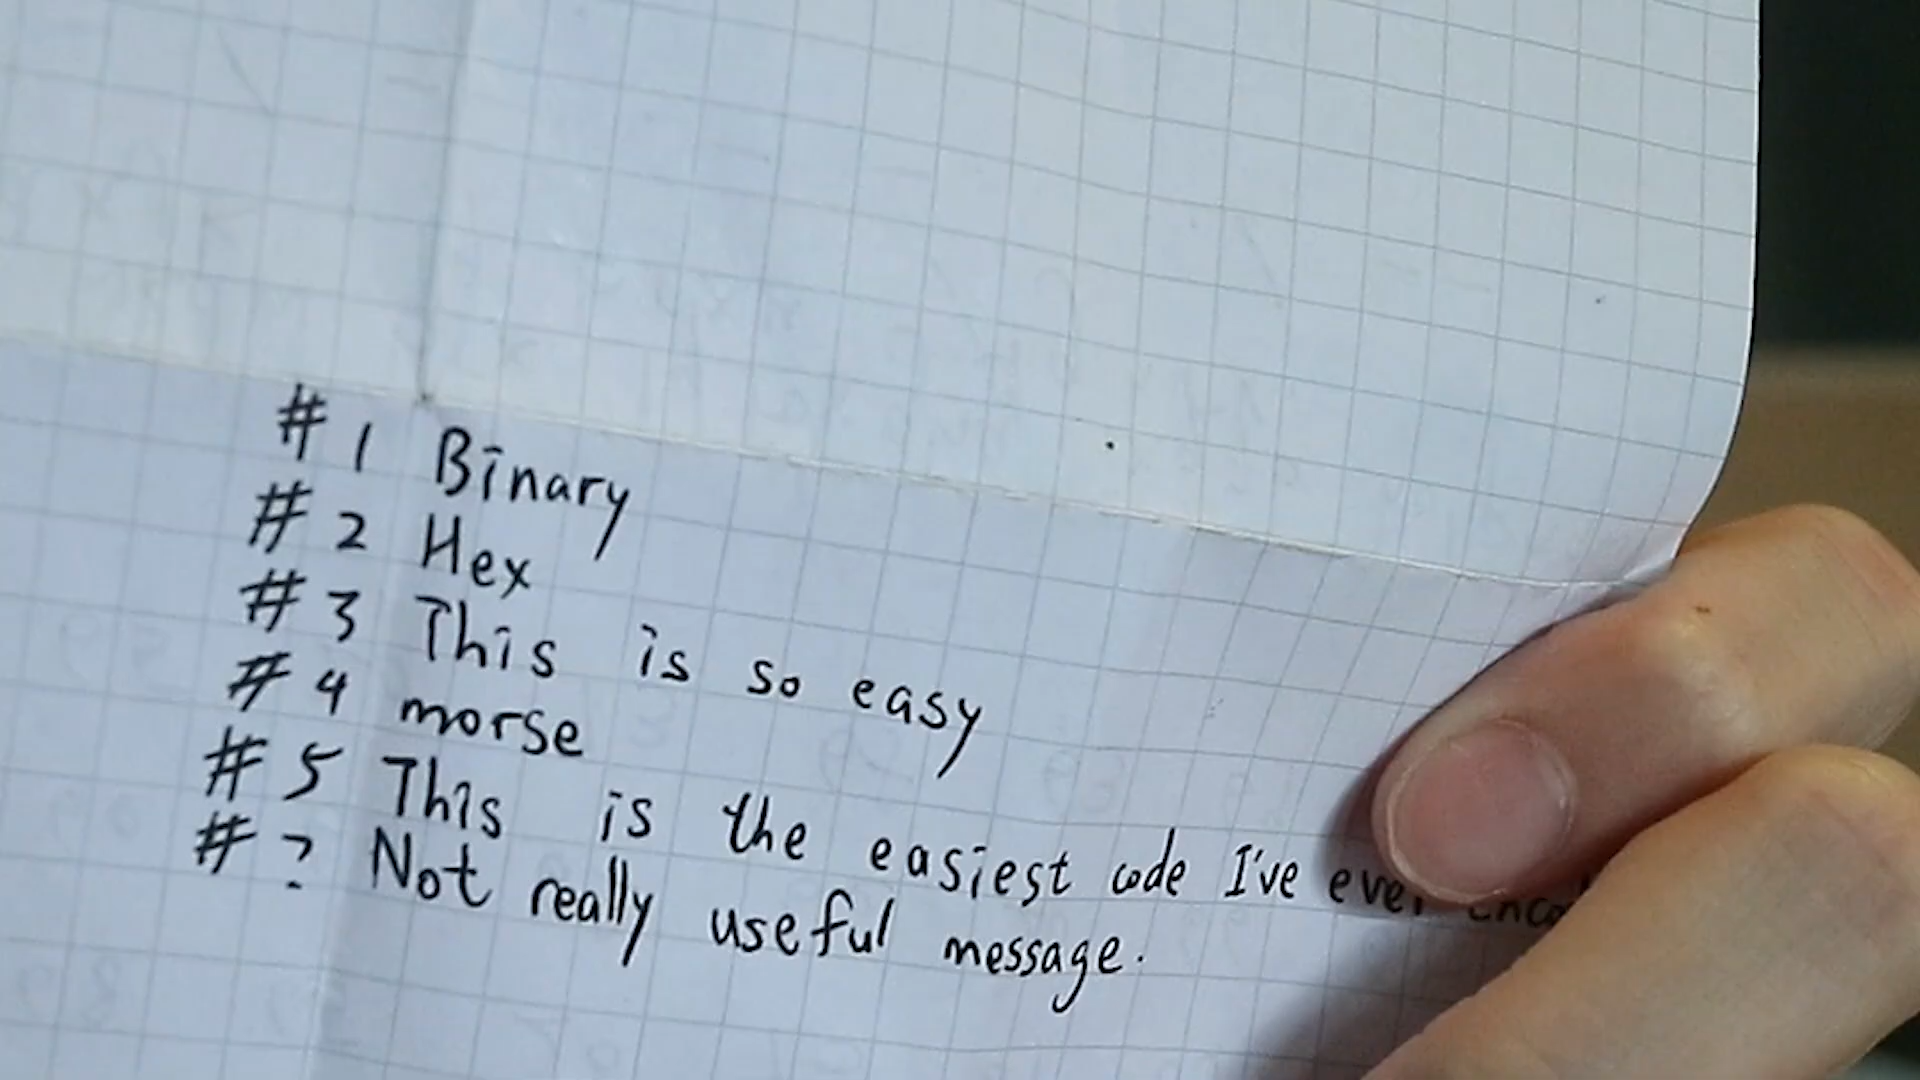 #1 Binary
#2 Hex
#3 This is so easy
#4 morse
#5 This is the easiest code I've ever
#? Not really useful message.